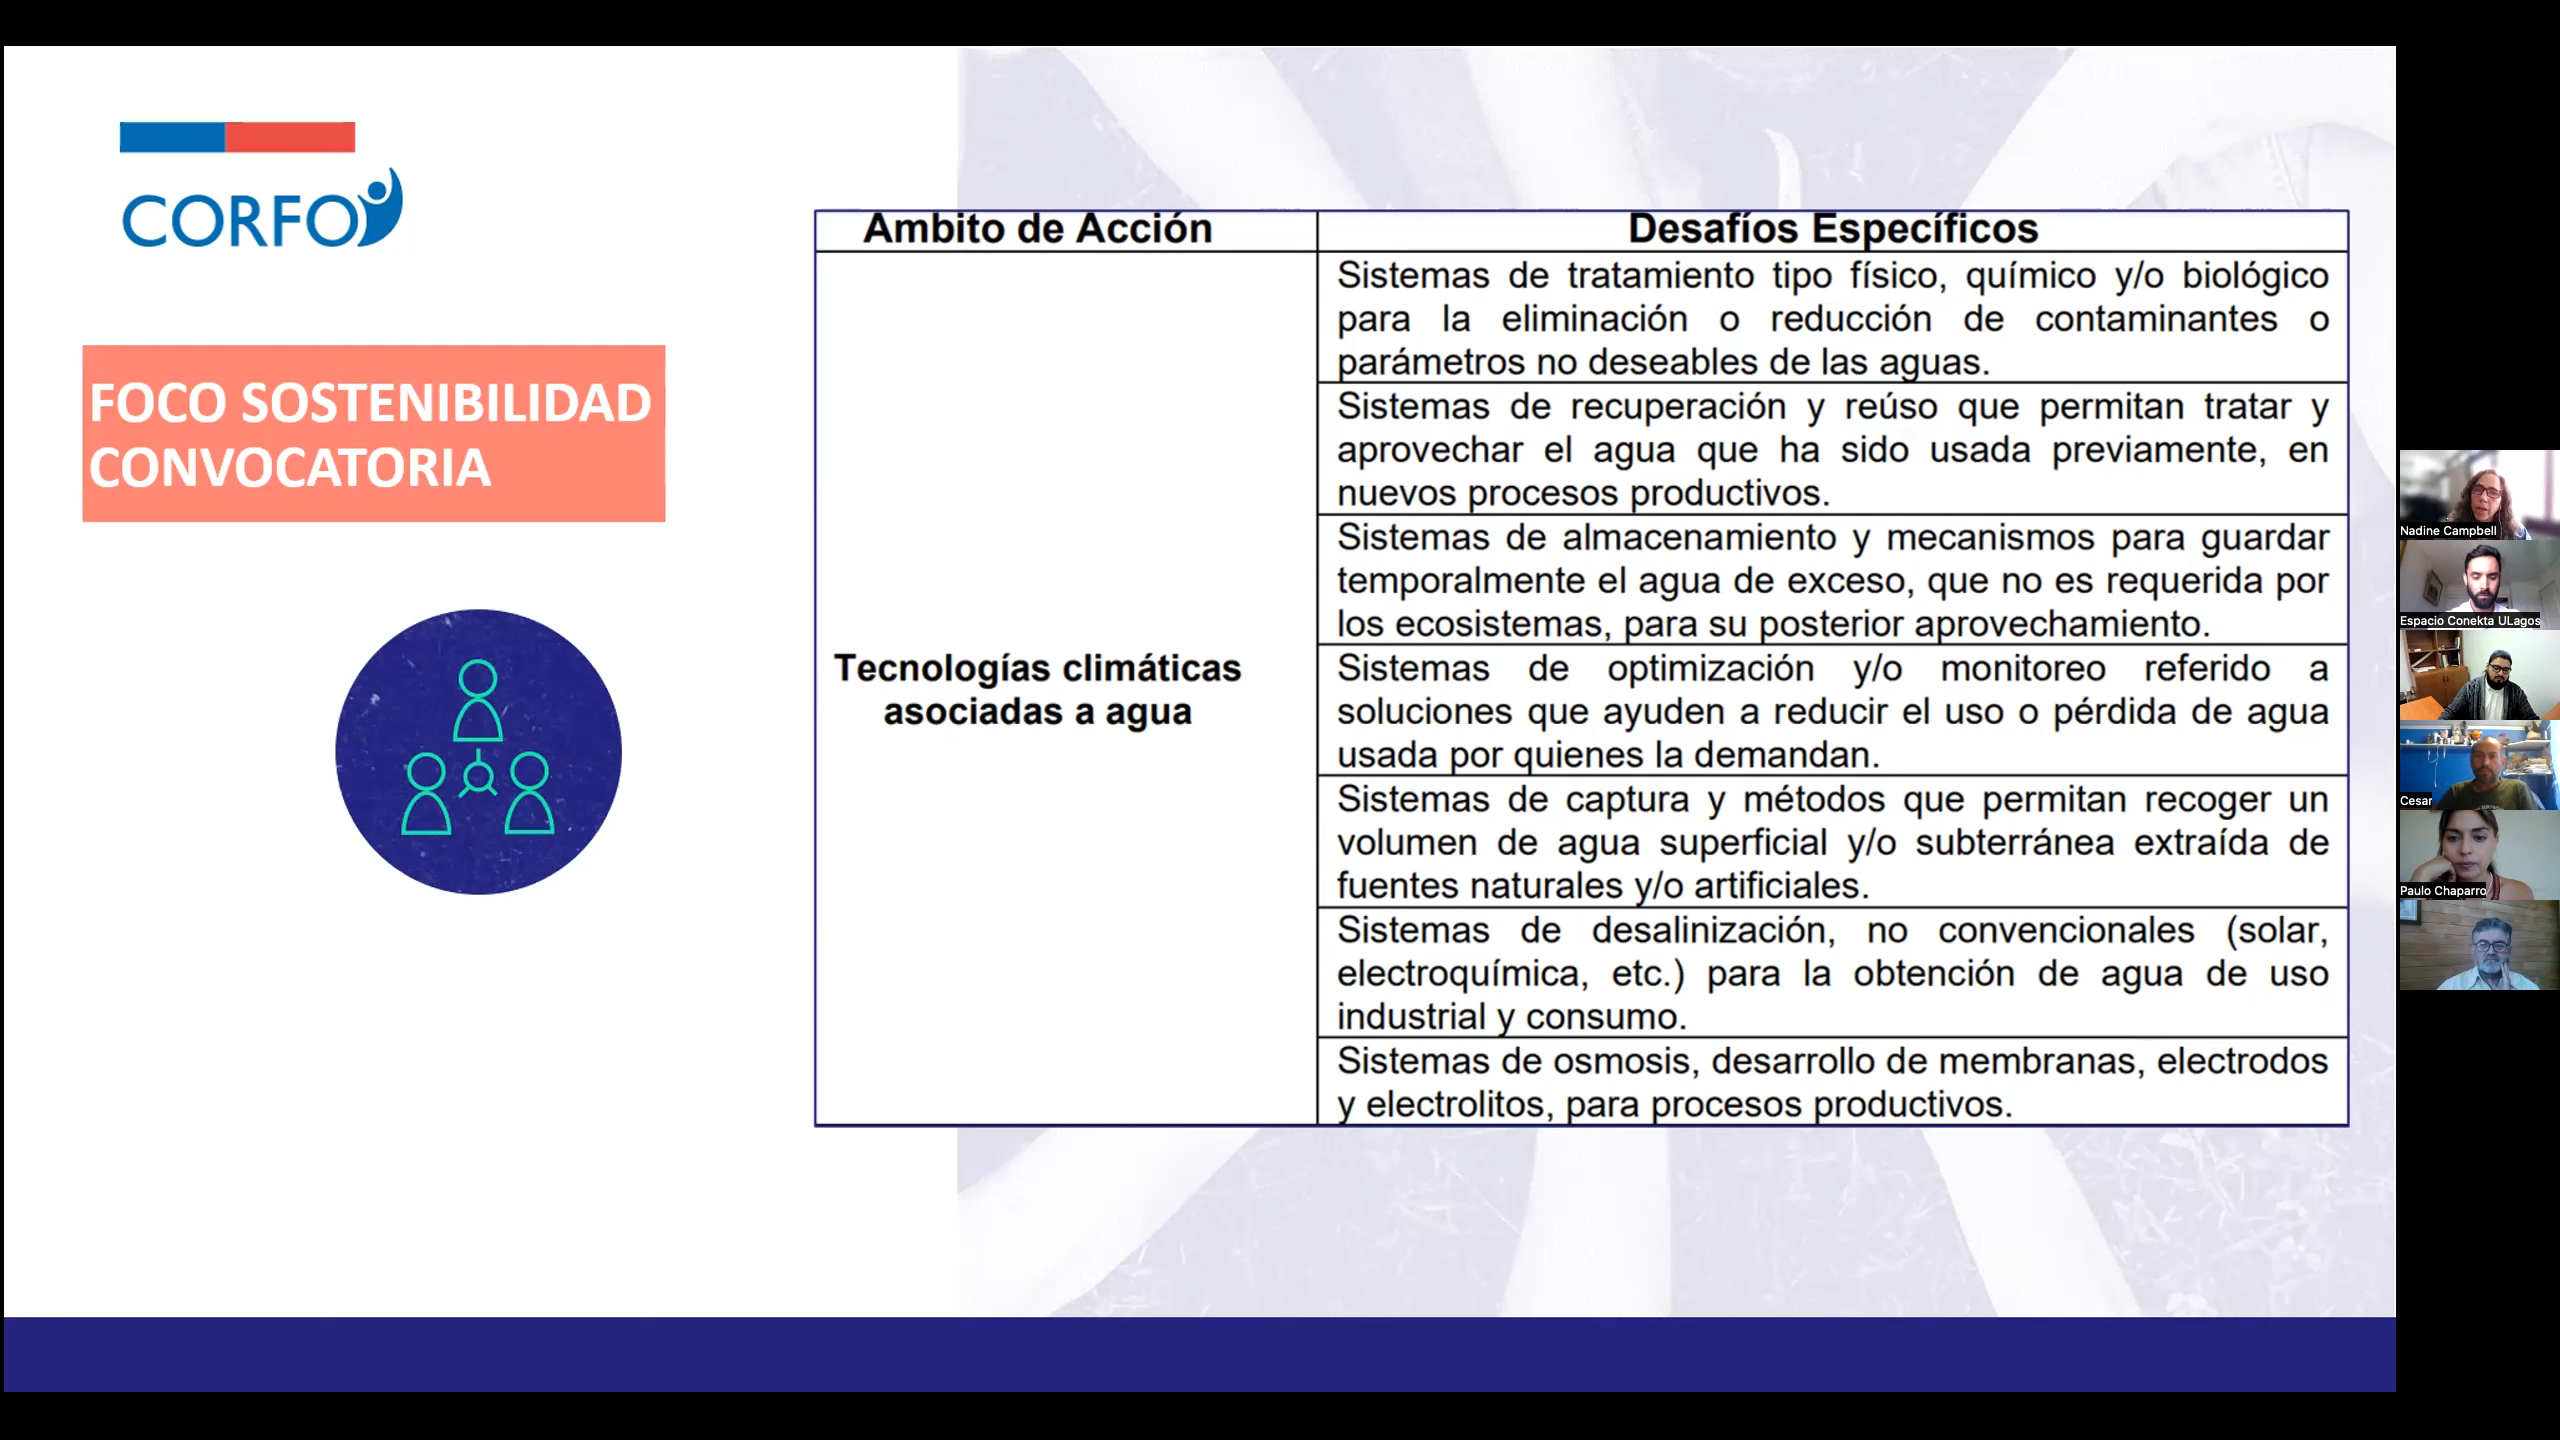 CORFO
FOCO SOSTENIBILIDAD
CONVOCATORIA
Ambito de Acción
Desafíos Específicos
Tecnologías climáticas
asociadas a agua
Sistemas de tratamiento tipo físico, químico y/o biológico
para la eliminación o reducción de contaminantes o
parámetros no deseables de las aguas.
Sistemas de recuperación y reúso que permitan tratar y
aprovechar el agua que ha sido usada previamente, en
nuevos procesos productivos.
Sistemas de almacenamiento y mecanismos para guardar
temporalmente el agua de exceso, que no es requerida por
los ecosistemas, para su posterior aprovechamiento.
Sistemas de optimización y/o monitoreo referido a
soluciones que ayuden a reducir el uso o pérdida de agua
usada por quienes la demandan.
Sistemas de captura y métodos que permitan recoger un
volumen de agua superficial y/o subterránea extraída de
fuentes naturales y/o artificiales.
Sistemas de desalinización, no convencionales (solar,
electroquímica, etc.) para la obtención de agua de uso
industrial y consumo.
Sistemas de osmosis, desarrollo de membranas, electrodos
y electrolitos, para procesos productivos.
Nadine Campbell
Espacio Conekta ULagos
Cesar
Paulo Chaparro